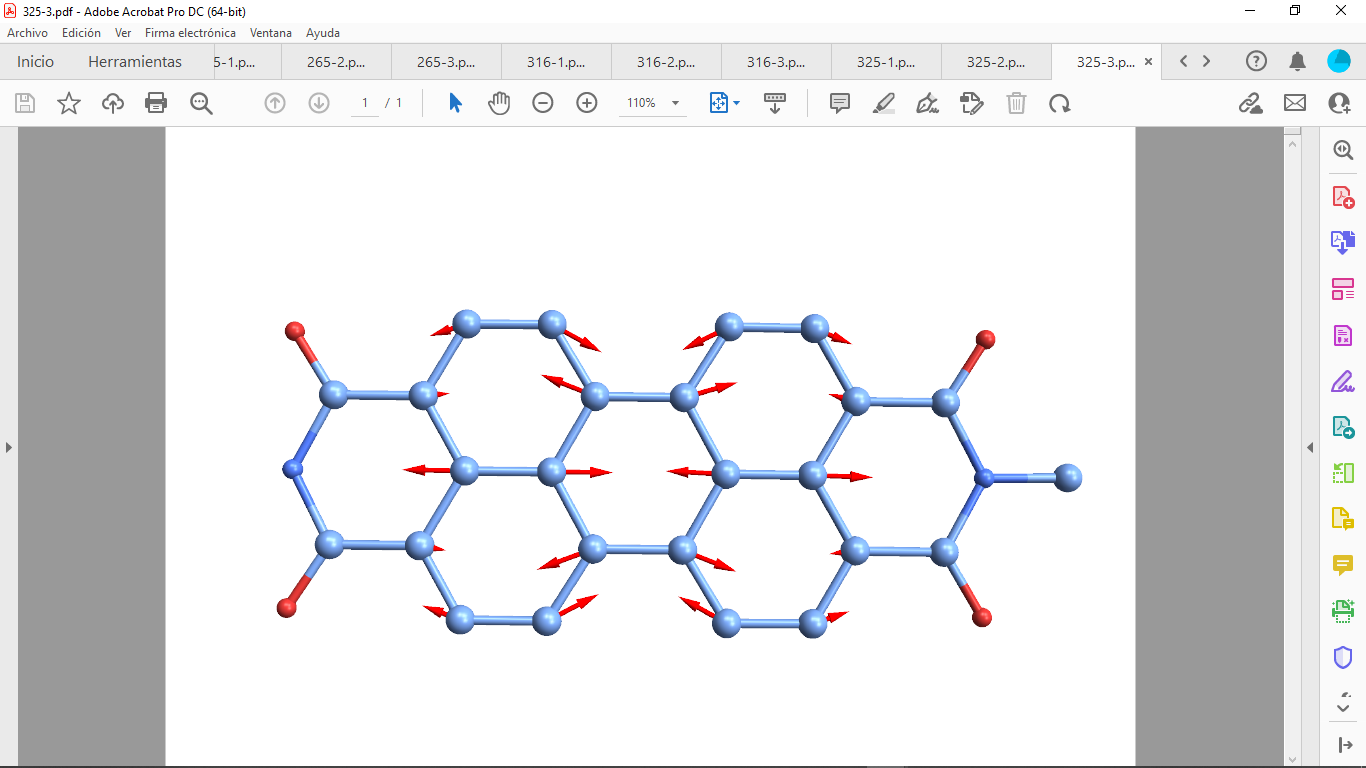 325-3.pdf - Adobe Acrobat Pro DC (64-bit)
Archivo Edición Ver Firma electrónica Ventana Ayuda
Inicio Herramientas 5-1.p... 265-2.p... 265-3.p... 316-1.p... 316-2.p... 316-3.p... 325-1.p... 325-2.p... 325-3.p...
1 / 1 110%